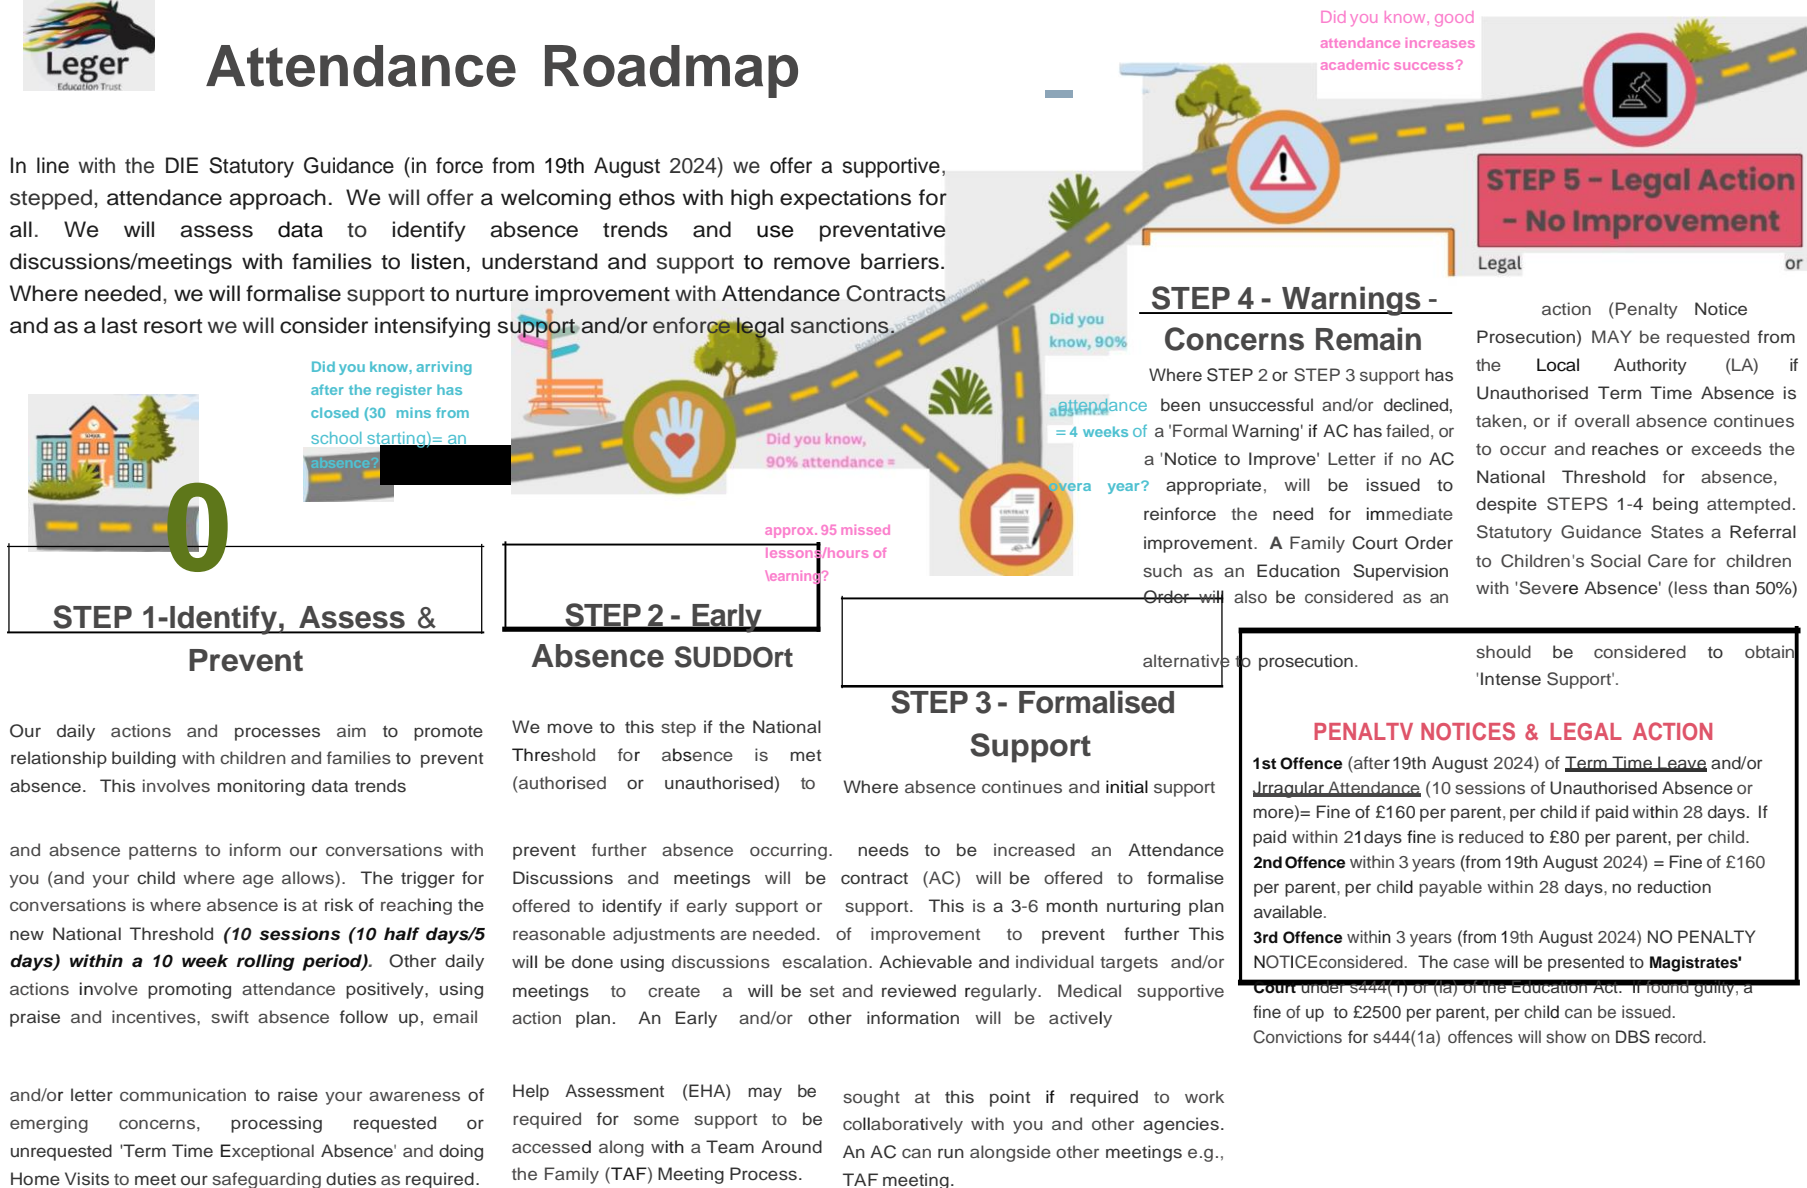 Leger
Education Trust
Attendance Roadmap
Did you know, good
attendance increases
academic success?
In line with the DIE Statutory Guidance (in force from 19th August 2024) we offer a supportive,
stepped, attendance approach. We will offer a welcoming ethos with high expectations for
all. We will assess data to identify absence trends and use preventative
discussions/meetings with families to listen, understand and support to remove barriers.
Where needed, we will formalise support to nurture improvement with Attendance Contracts
and as a last resort we will consider intensifying support and/or enforce legal sanctions.
Did you know, arriving
after the register has
closed (30 mins from
school starting)= an
absence?
SCHOOL
0
Did you know,
90% attendance =
approx. 95 missed
lessons/hours of
\earning?
Did you
know, 90%
attendance
absence
= 4 weeks of
overa year?
CONTRACT
STEP 1-Identify, Assess &
Prevent
Our daily actions and processes aim to promote
relationship building with children and families to prevent
absence. This involves monitoring data trends
and absence patterns to inform our conversations with
you (and your child where age allows). The trigger for
conversations is where absence is at risk of reaching the
new National Threshold (10 sessions (10 half days/5
days) within a 10 week rolling period). Other daily
actions involve promoting attendance positively, using
praise and incentives, swift absence follow up, email
and/or letter communication to raise your awareness of
emerging concerns, processing requested or
unrequested 'Term Time Exceptional Absence' and doing
Home Visits to meet our safeguarding duties as required.
STEP 2 - Early
Absence SUDDOrt
We move to this step if the National
Threshold for absence is met
(authorised or unauthorised) to
STEP 3 - Formalised
Support
Where absence continues and initial support
prevent further absence occurring. needs to be increased an Attendance
Discussions and meetings will be contract (AC) will be offered to formalise
offered to identify if early support or support. This is a 3-6 month nurturing plan
reasonable adjustments are needed. of improvement to prevent further This
will be done using discussions escalation. Achievable and individual targets and/or
meetings to create a will be set and reviewed regularly. Medical supportive
action plan. An Early and/or other information will be actively
Help Assessment (EHA) may be
required for some support to be
accessed along with a Team Around
the Family (TAF) Meeting Process.
sought at this point if required to work
collaboratively with you and other agencies.
An AC can run alongside other meetings e.g.,
TAF meeting.
STEP 4 - Warnings -
Concerns Remain
Where STEP 2 or STEP 3 support has
been unsuccessful and/or declined,
a 'Formal Warning' if AC has failed, or
a 'Notice to Improve' Letter if no AC
appropriate, will be issued to
reinforce the need for immediate
improvement. A Family Court Order
such as an Education Supervision
Order will also be considered as an
alternative to prosecution.
STEP 5 - Legal Action
- No Improvement
Legal or
action (Penalty Notice
Prosecution) MAY be requested from
the Local Authority (LA) if
Unauthorised Term Time Absence is
taken, or if overall absence continues
to occur and reaches or exceeds the
National Threshold for absence,
despite STEPS 1-4 being attempted.
Statutory Guidance States a Referral
to Children's Social Care for children
with 'Severe Absence' (less than 50%)
should be considered to obtain
'Intense Support'.
PENALTV NOTICES & LEGAL ACTION
1st Offence (after 19th August 2024) of Term Time Leave and/or
Jrragular Attendance (10 sessions of Unauthorised Absence or
more)= Fine of £160 parent, per child if paid within 28 days. If
paid within 21days fine is reduced to £80 per parent, per child.
2nd Offence within 3 years (from 19th August 2024) = Fine of £160
per parent, per child payable within 28 days, no reduction
available.
3rd Offence within 3 years (from 19th August 2024) NO PENALTY
NOTICEconsidered. The case will be presented to Magistrates'
Court under s444(1) or (la) of the Education Act. If found guilty, a
fine of up to £2500 per parent, per child can be issued.
Convictions for s444(1a) offences will show on DBS record.